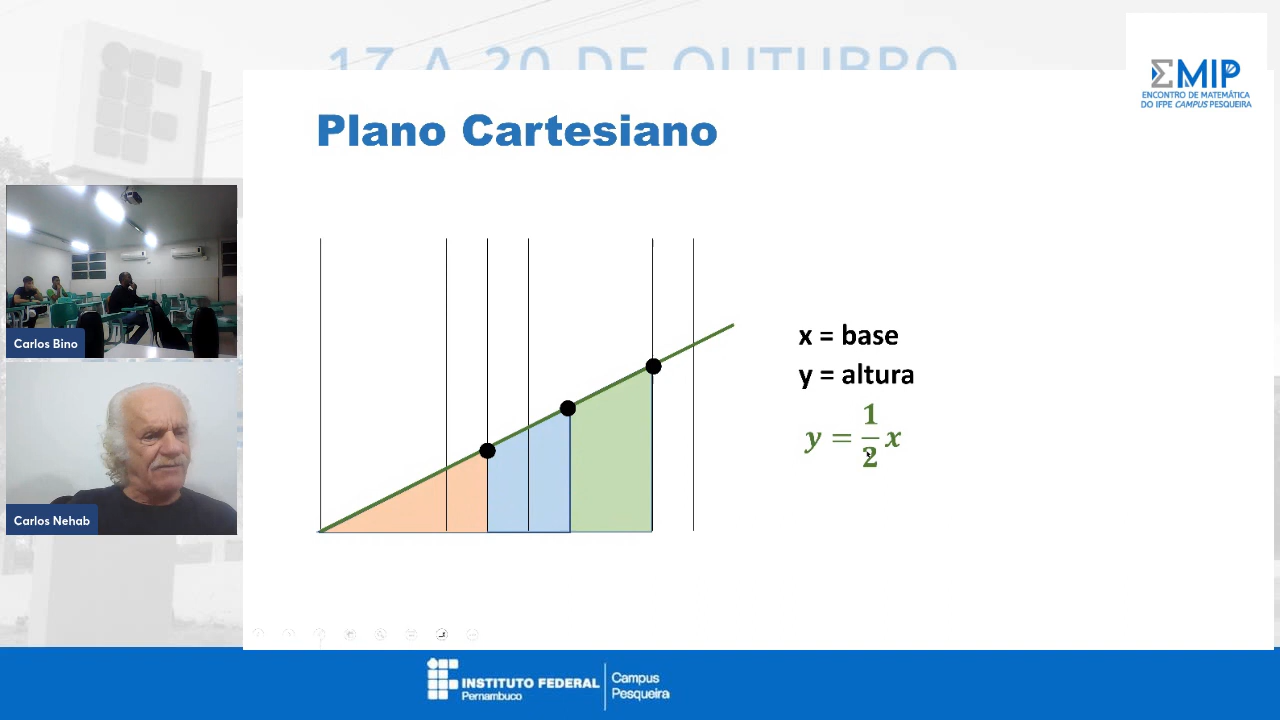 17 A 20 DE OUTUBRO
ΣMIP
ENCONTRO DE MATEMÁTICA
DO IFPE CAMPUS PESQUEIRA
Plano Cartesiano
Carlos Bino
Carlos Nehab
x = base
y = altura
y = 1/2 x
INSTITUTO FEDERAL
Pernambuco
Campus
Pesqueira